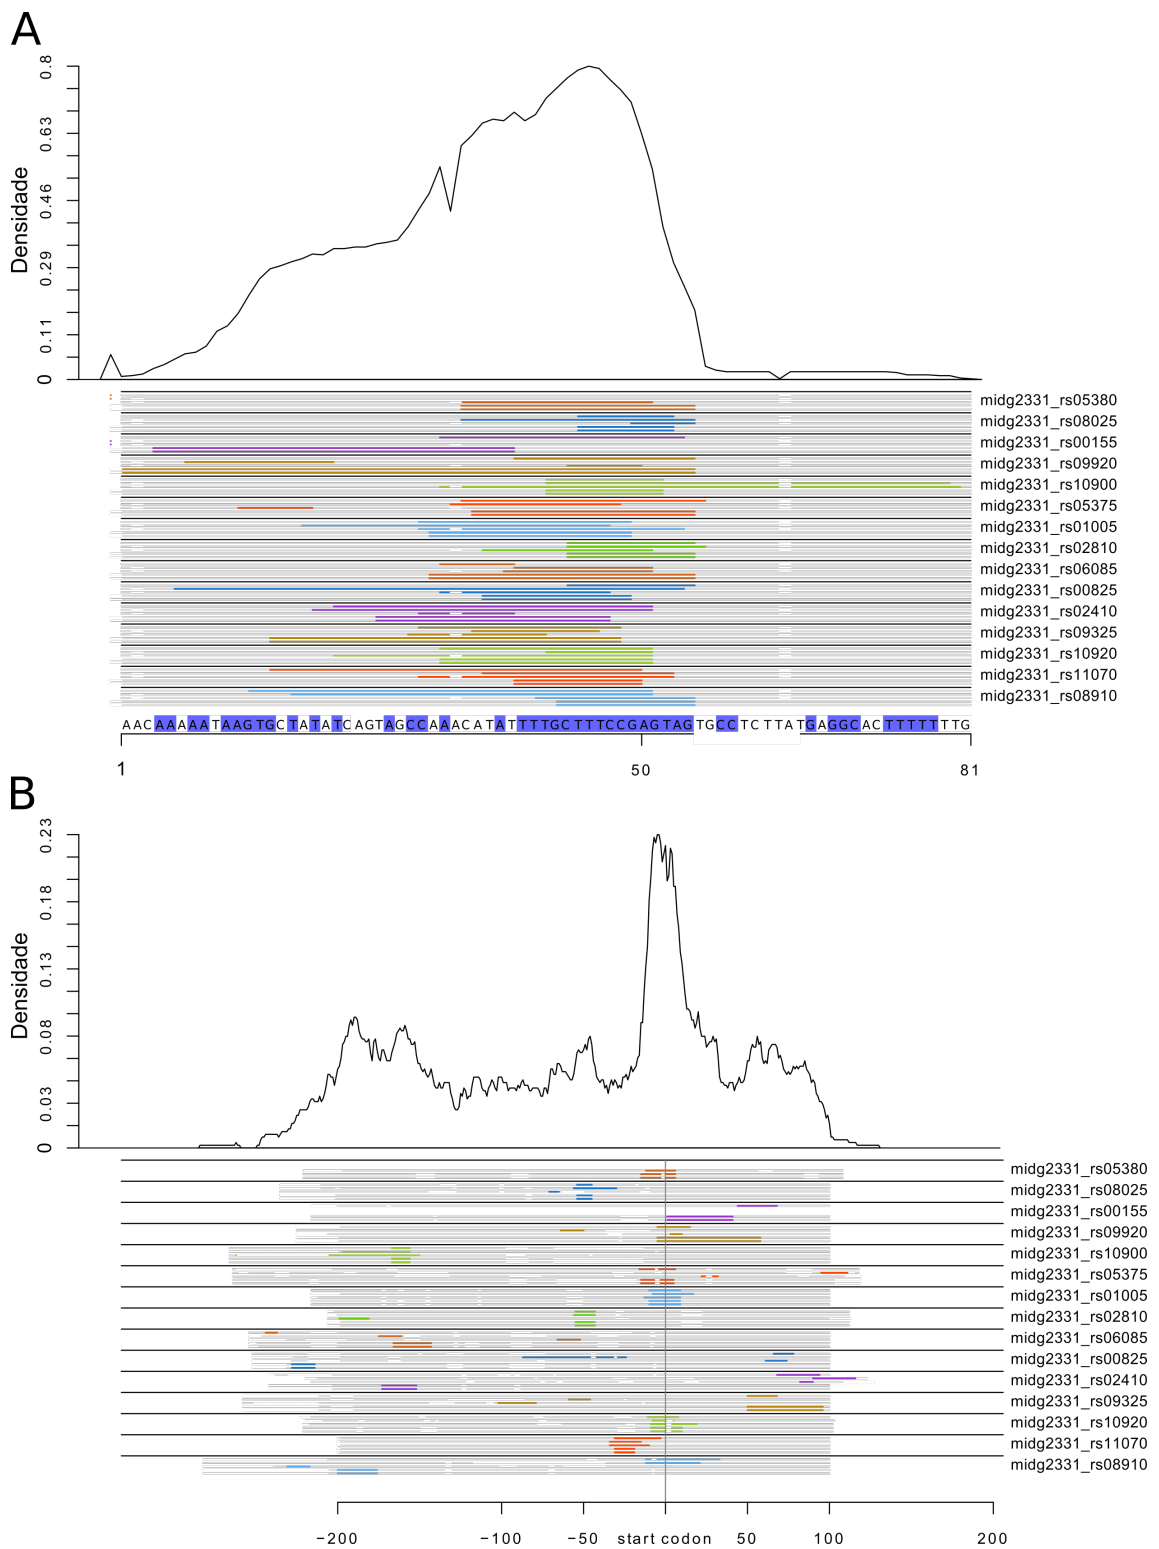 A
Densidade
0.8
0.63
0.46
0.29
0.11
0
midg2331_rs05380
midg2331_rs08025
midg2331_rs00155
midg2331_rs09920
midg2331_rs10900
midg2331_rs05375
midg2331_rs01005
midg2331_rs02810
midg2331_rs06085
midg2331_rs00825
midg2331_rs02410
midg2331_rs09325
midg2331_rs10920
midg2331_rs11070
midg2331_rs08910
AACAAAAATAAGTGCTATATCAGTAGCCAAACATATTTTGCTTTCCGAGTAGTGCCTCTTATGAGGCACTTTTTTTG
1 50 81
B
Densidade
0.23
0.18
0.13
0.08
0.03
0
midg2331_rs05380
midg2331_rs08025
midg2331_rs00155
midg2331_rs09920
midg2331_rs10900
midg2331_rs05375
midg2331_rs01005
midg2331_rs02810
midg2331_rs06085
midg2331_rs00825
midg2331_rs02410
midg2331_rs09325
midg2331_rs10920
midg2331_rs11070
midg2331_rs08910
−200 −100 −50 start codon 50 100 200